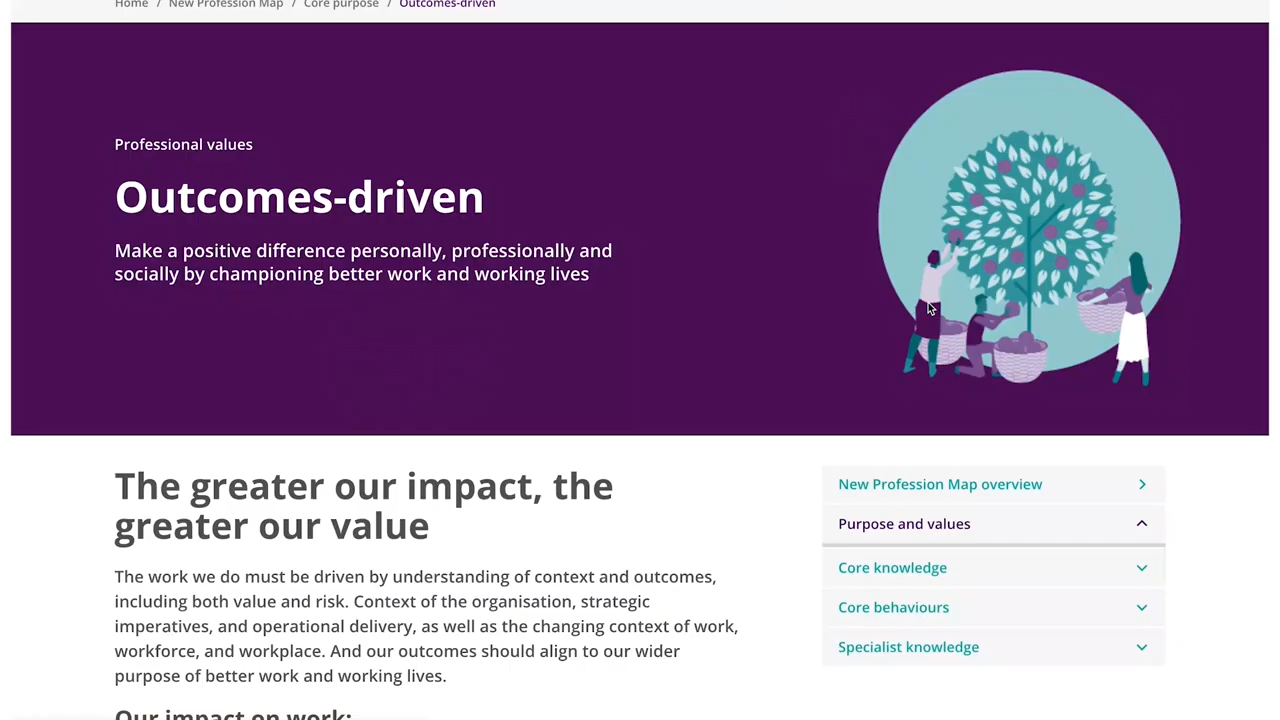 Home / New Profession Map / Core purpose / Outcomes-driven
Professional values
Outcomes-driven
Make a positive difference personally, professionally and
socially by championing better work and working lives
The greater our impact, the
greater our value
The work we do must be driven by understanding of context and outcomes,
including both value and risk. Context of the organisation, strategic
imperatives, and operational delivery, as well as the changing context of work,
workforce, and workplace. And our outcomes should align to our wider
purpose of better work and working lives.
Our impact on work:
New Profession Map overview
Purpose and values
Core knowledge
Core behaviours
Specialist knowledge